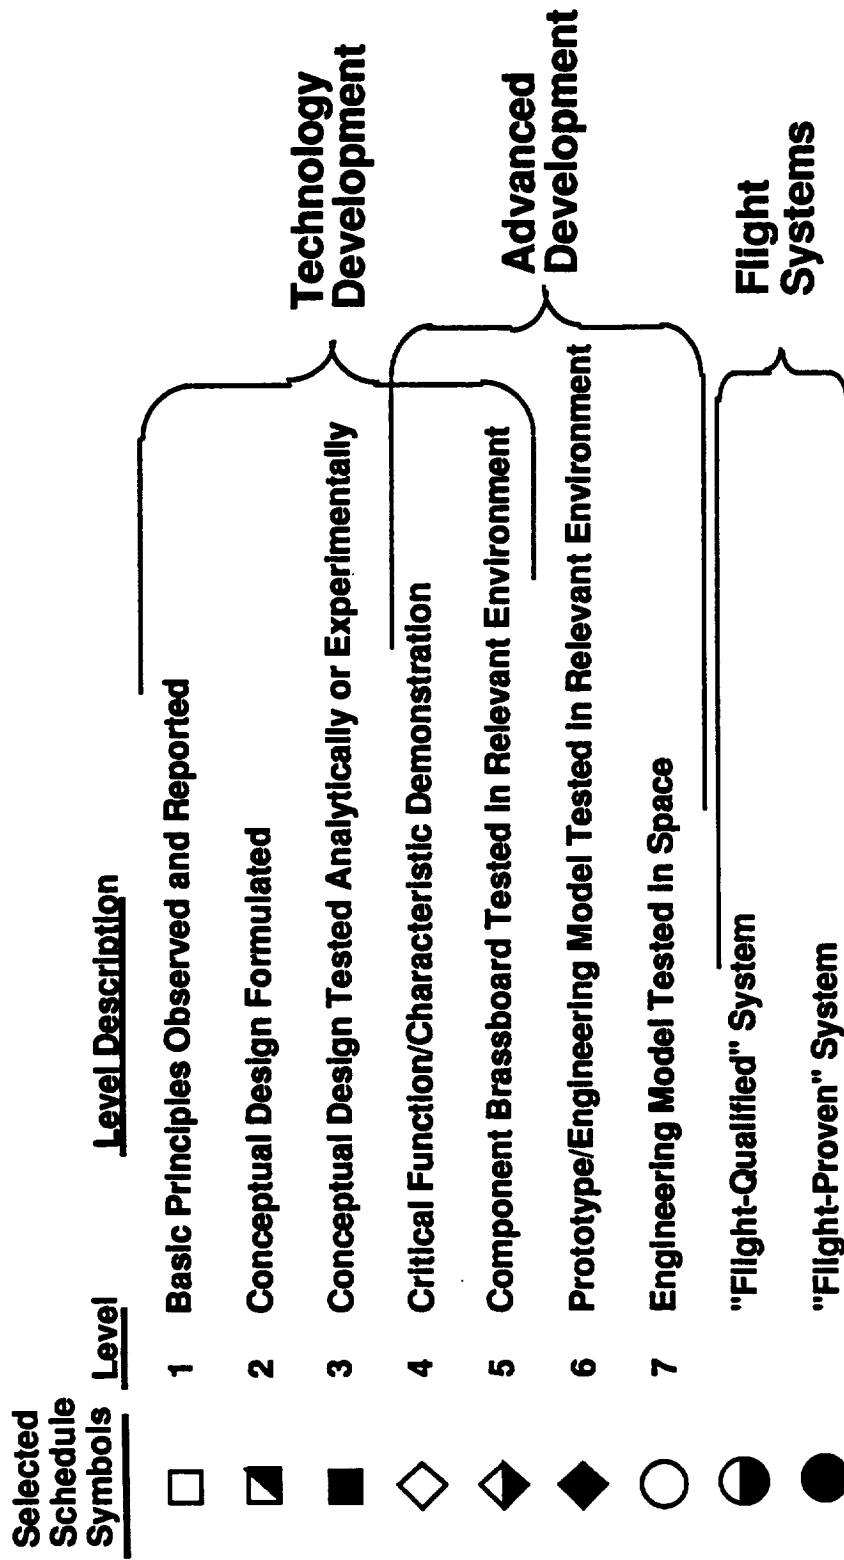 Selected
Schedule
Symbols Level Level Description
1 Basic Principles Observed and Reported
2 Conceptual Design Formulated
3 Conceptual Design Tested Analytically or Experimentally
4 Critical Function/Characteristic Demonstration
5 Component Brassboard Tested in Relevant Environment
6 Prototype/Engineering Model Tested in Relevant Environment
7 Engineering Model Tested in Space
"Flight-Qualified" System
"Flight-Proven" System
Technology
Development
Advanced
Development
Flight
Systems